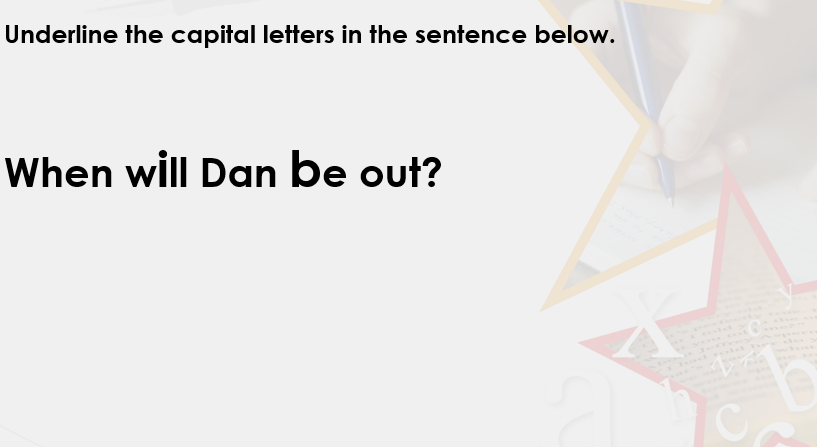 Underline the capital letters in the sentence below.
When will Dan be out?